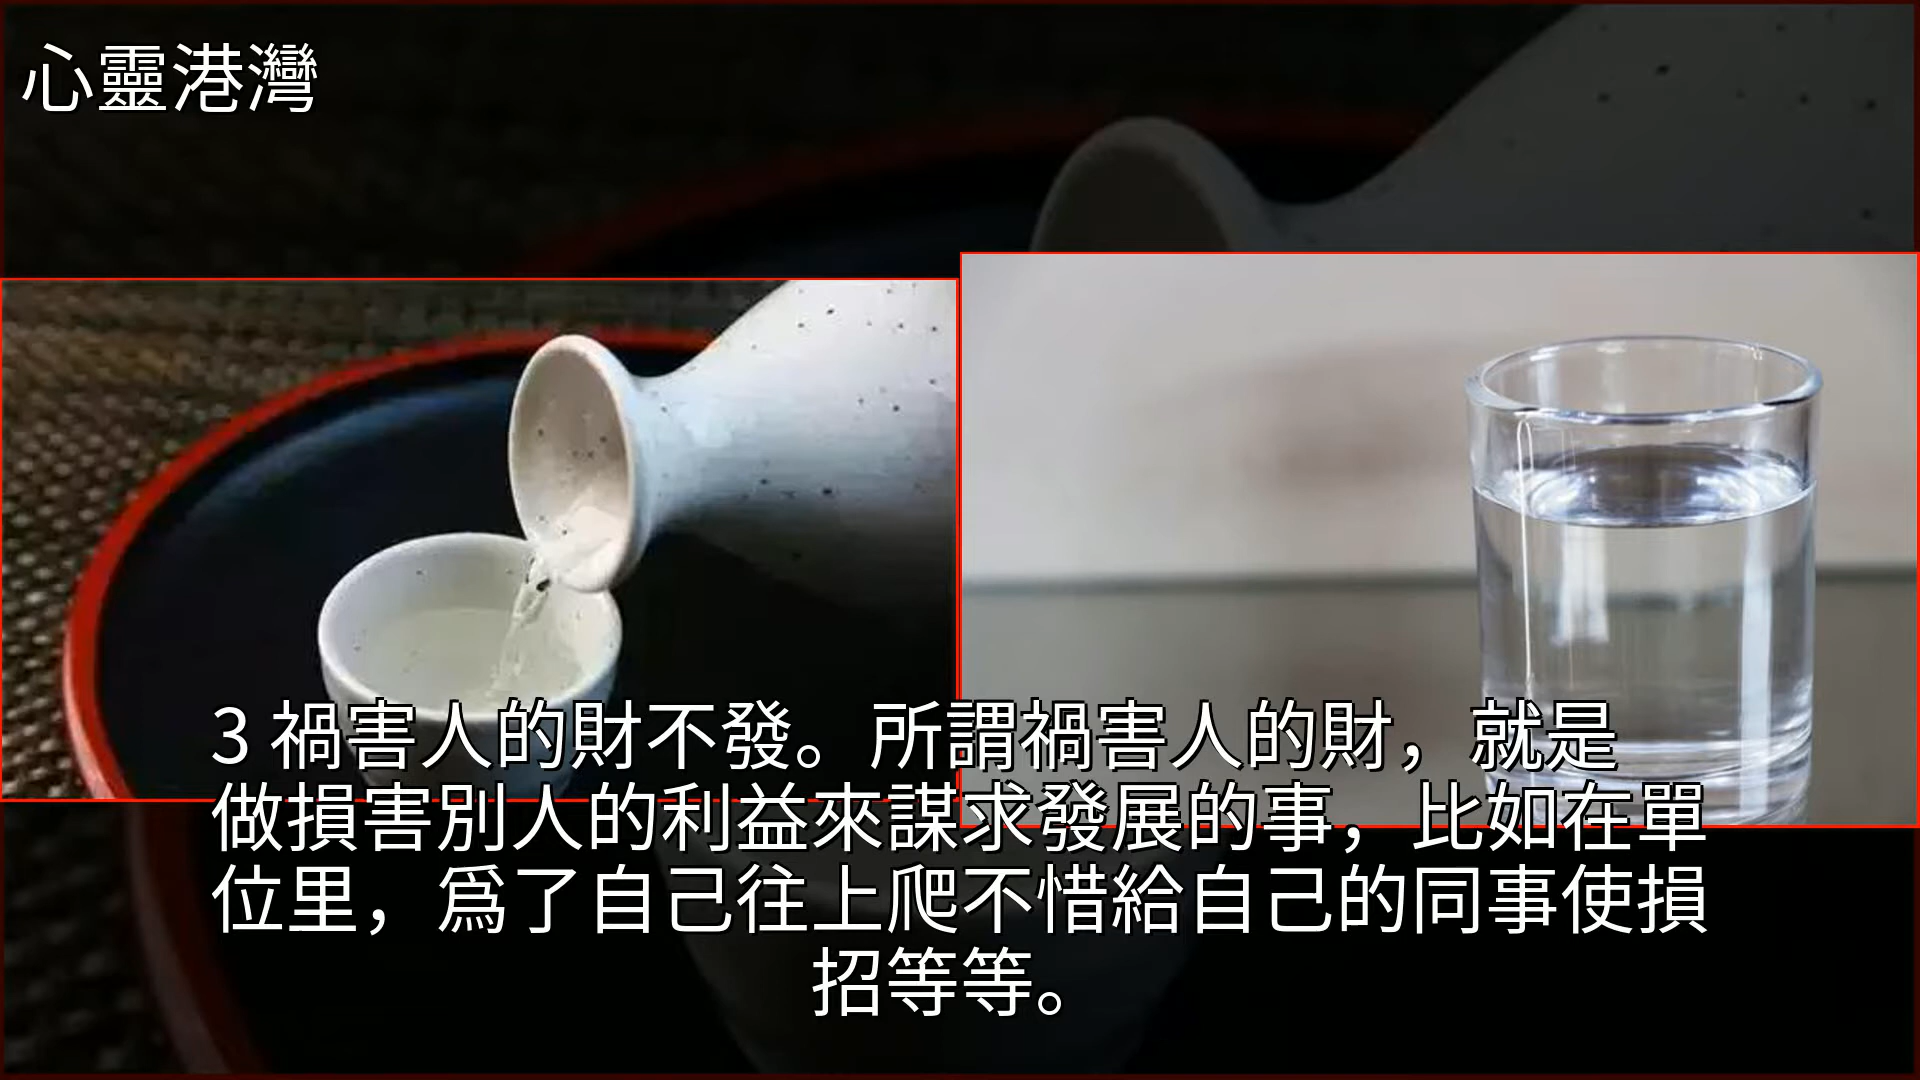 心靈港灣
3 禍害人的財不發。所謂禍害人的財，就是
做損害別人的利益來謀求發展的事，比如在單
位里，爲了自己往上爬不惜給自己的同事使損
招等等。